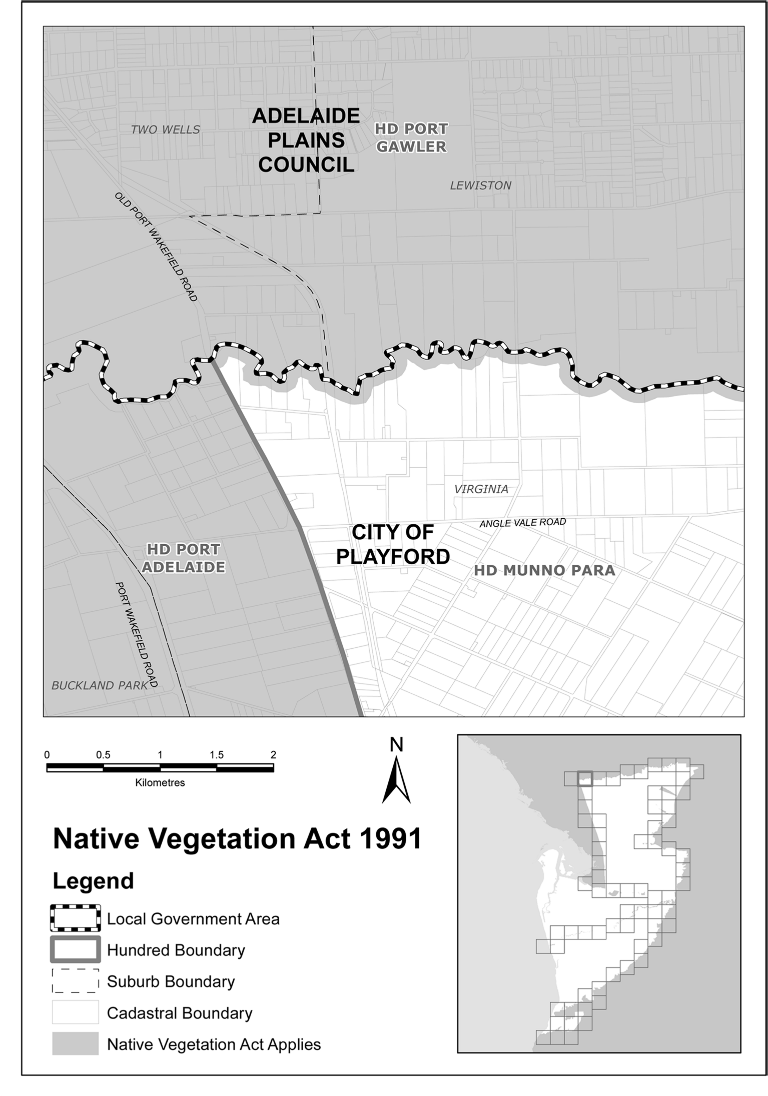 ADELAIDE
PLAINS
COUNCIL
TWO WELLS
HD PORT
GAWLER
LEWISTON
OLD PORT WAKEFIELD ROAD
VIRGINIA
ANGLE VALE ROAD
CITY OF
PLAYFORD
HD PORT
ADELAIDE
HD MUNNO PARA
PORT WAKEFIELD ROAD
BUCKLAND PARK
0 0.5 1 1.5 2
Kilometres
N
Native Vegetation Act 1991
Legend
Local Government Area
Hundred Boundary
Suburb Boundary
Cadastral Boundary
Native Vegetation Act Applies